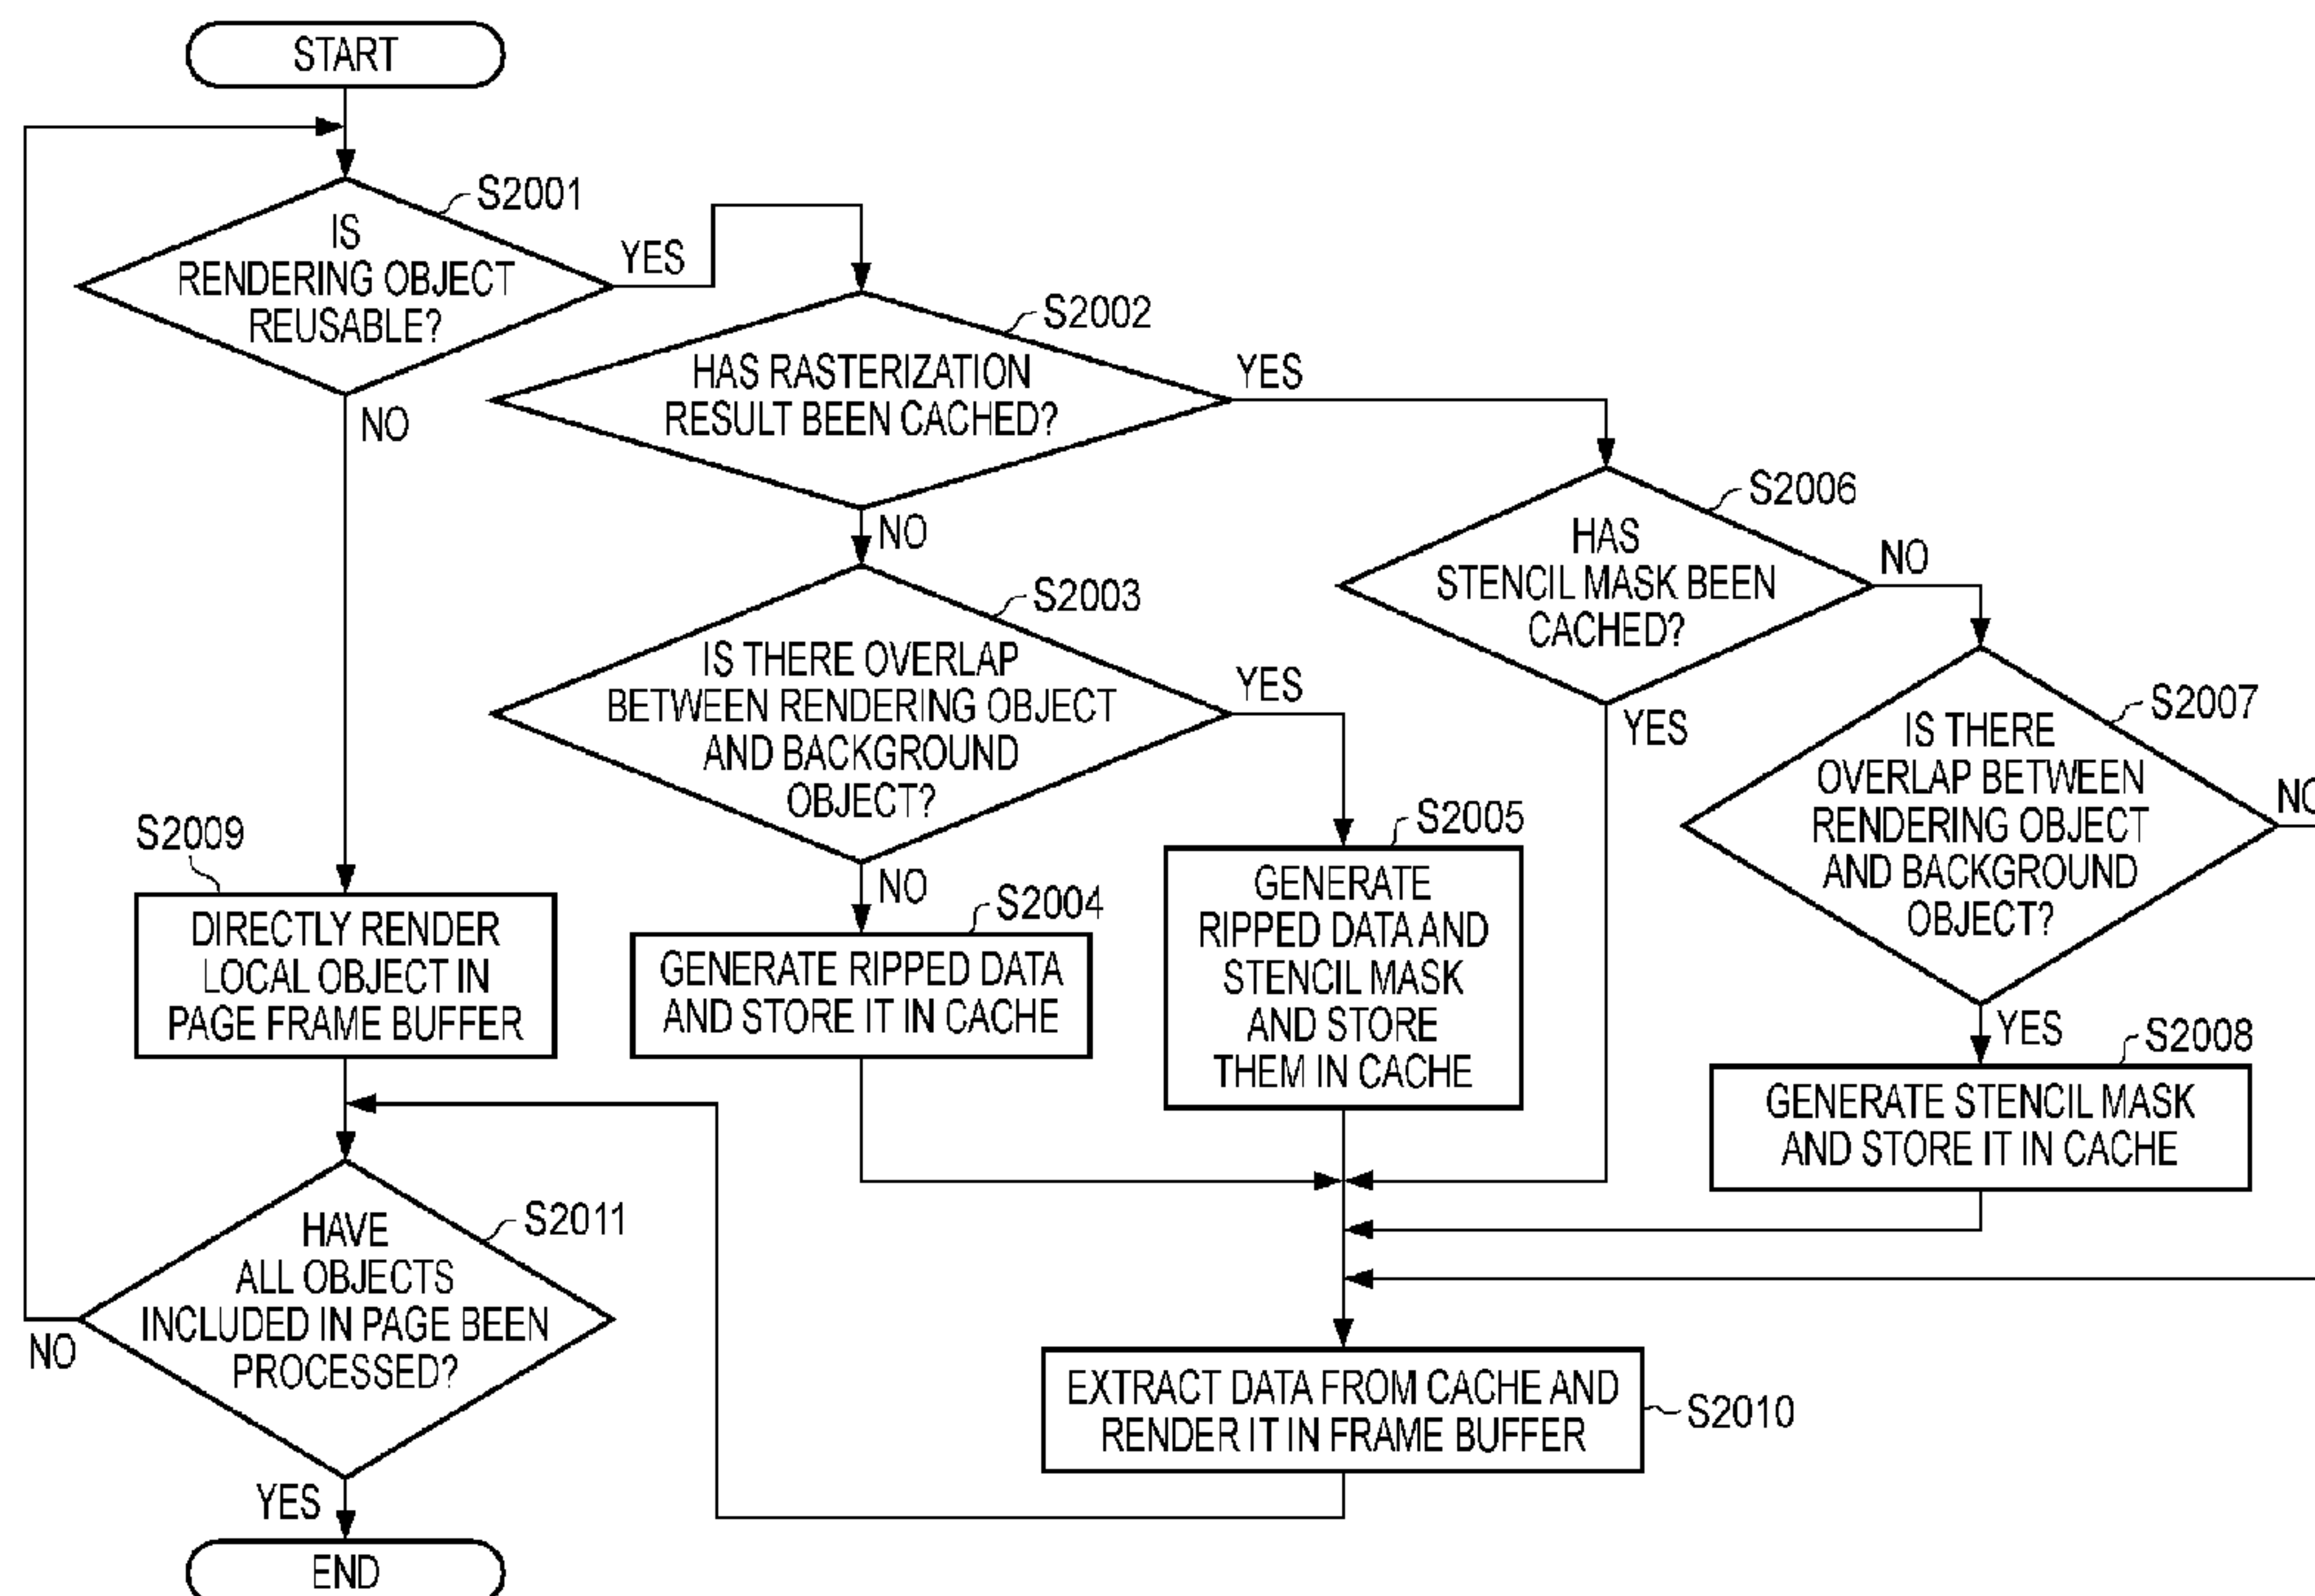 START
S2001
IS
RENDERING OBJECT
REUSABLE?
YES
NO
S2002
HAS RASTERIZATION
RESULT BEEN CACHED?
YES
NO
S2006
HAS
STENCIL MASK BEEN
CACHED?
NO
YES
S2003
IS THERE OVERLAP
BETWEEN RENDERING OBJECT
AND BACKGROUND
OBJECT?
YES
NO
S2007
IS THERE
OVERLAP BETWEEN
RENDERING OBJECT
AND BACKGROUND
OBJECT?
NO
YES
S2009
DIRECTLY RENDER
LOCAL OBJECT IN
PAGE FRAME BUFFER
S2004
GENERATE RIPPED DATA
AND STORE IT IN CACHE
S2005
GENERATE
RIPPED DATA AND
STENCIL MASK
AND STORE
THEM IN CACHE
S2008
GENERATE STENCIL MASK
AND STORE IT IN CACHE
S2011
HAVE
ALL OBJECTS
INCLUDED IN PAGE BEEN
PROCESSED?
NO
YES
EXTRACT DATA FROM CACHE AND
RENDER IT IN FRAME BUFFER
S2010
END